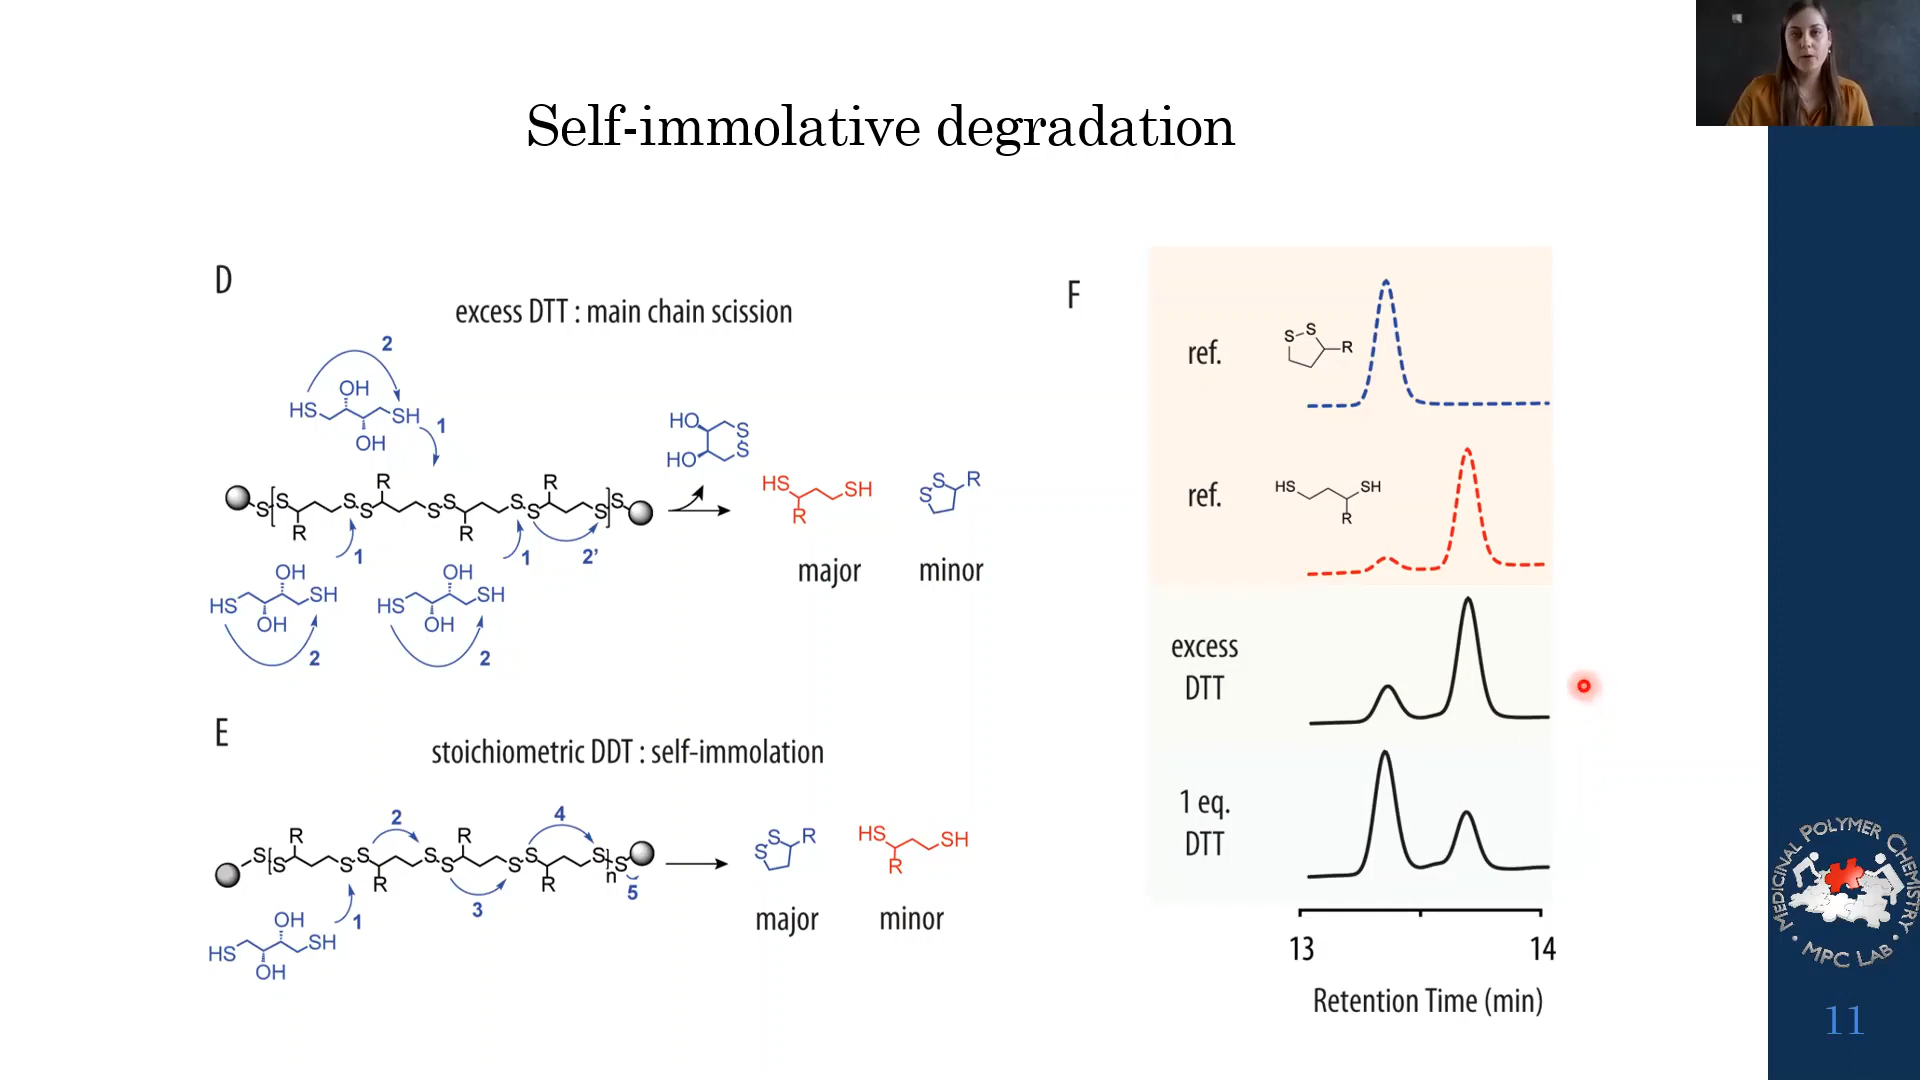 Self-immolative degradation
D
excess DTT : main chain scission
2
OH
HS
SH
1
OH
HO
S
S
HO
R
R
S
S
S
S
S
S
S
S
S
S
R
R
HS
SH
R
S
S
R
1
1
2'
major
minor
OH
HS
SH
OH
2
OH
HS
SH
OH
2
E
stoichiometric DDT : self-immolation
2
4
R
R
S
S
S
S
S
S
S
S
S
S
n
R
R
3
5
1
OH
HS
SH
OH
S
S
R
HS
SH
R
major
minor
F
ref.
S
S
R
ref.
HS
SH
R
excess
DTT
1 eq.
DTT
13
14
Retention Time (min)
MEDICINAL POLYMER CHEMISTRY
• MPC LAB •
11